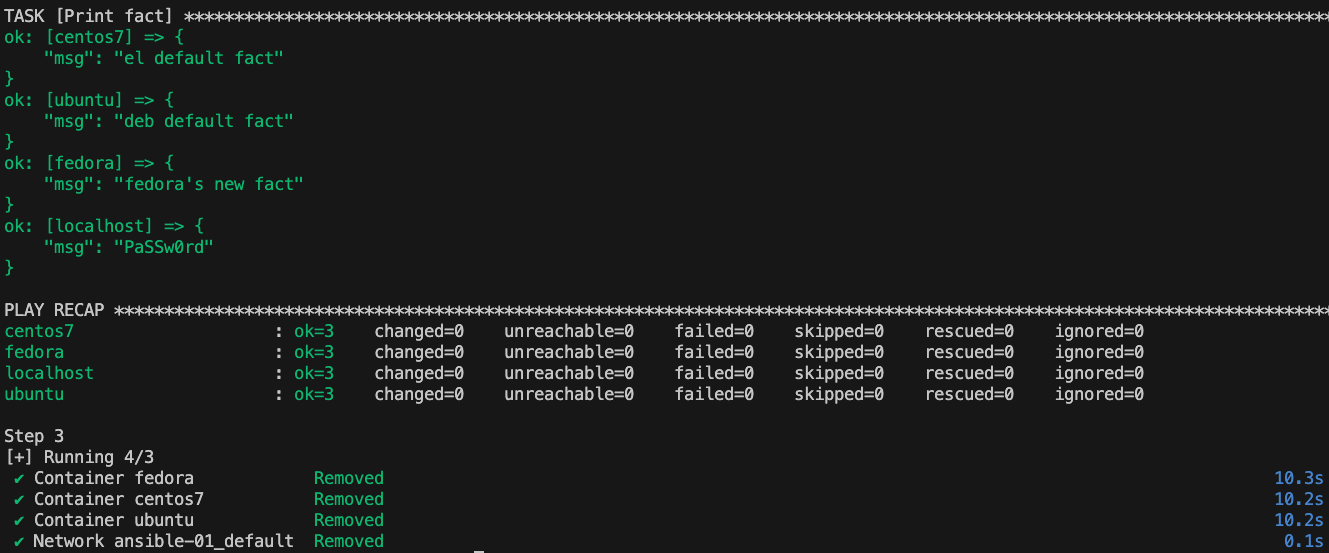 TASK [Print fact] *******************************************************************************************************************
ok: [centos7] => {
    "msg": "el default fact"
}
ok: [ubuntu] => {
    "msg": "deb default fact"
}
ok: [fedora] => {
    "msg": "fedora's new fact"
}
ok: [localhost] => {
    "msg": "PaSSw0rd"
}
PLAY RECAP **************************************************************************************************************************
centos7                    : ok=3    changed=0    unreachable=0    failed=0    skipped=0    rescued=0    ignored=0
fedora                     : ok=3    changed=0    unreachable=0    failed=0    skipped=0    rescued=0    ignored=0
localhost                  : ok=3    changed=0    unreachable=0    failed=0    skipped=0    rescued=0    ignored=0
ubuntu                     : ok=3    changed=0    unreachable=0    failed=0    skipped=0    rescued=0    ignored=0
Step 3
[+] Running 4/3
 ✔ Container fedora            Removed 10.3s
 ✔ Container centos7           Removed 10.2s
 ✔ Container ubuntu            Removed 10.2s
 ✔ Network ansible-01_default  Removed 0.1s